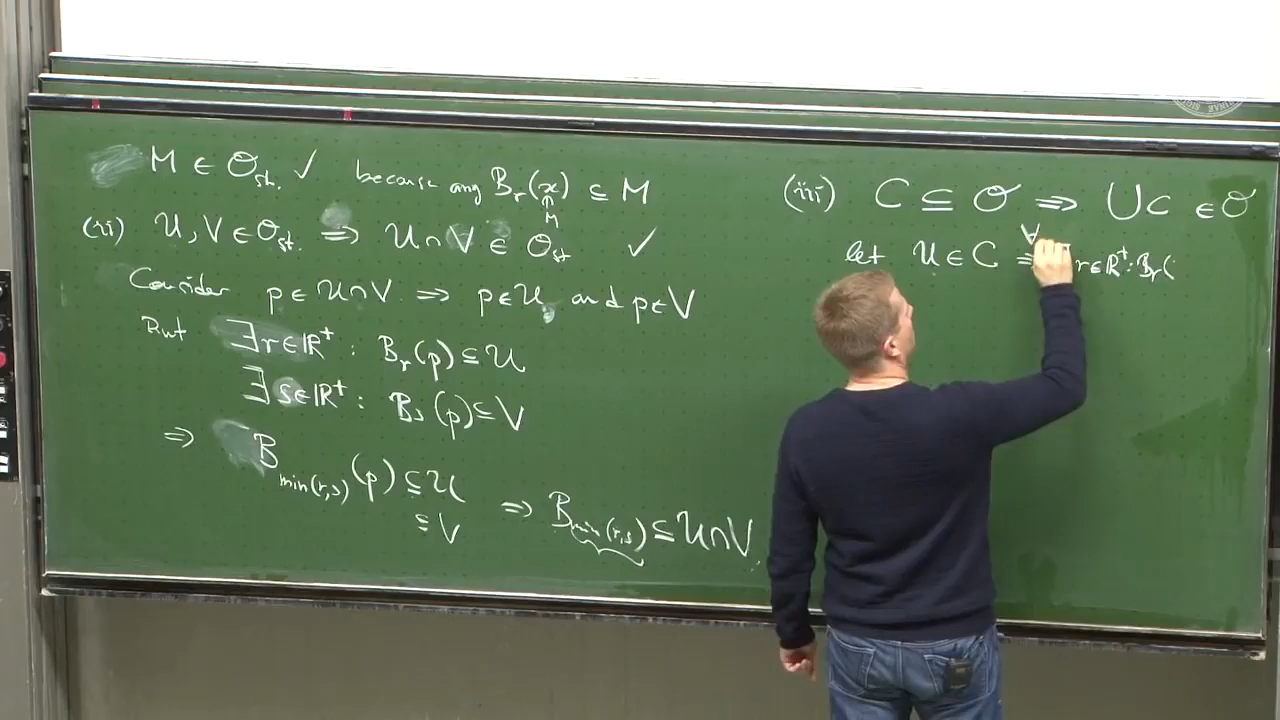 M ∈ O_st. ✓ because any B_r(x) ⊆ M
∈ M
(ii) U, V ∈ O_st. ⇒ U ∩ V ∈ O_st ✓
Consider p ∈ U ∩ V ⇒ p ∈ U and p ∈ V
But ∃ r ∈ ℝ⁺ : B_r(p) ⊆ U
∃ s ∈ ℝ⁺ : B_s(p) ⊆ V
⇒ B_min(r,s)(p) ⊆ U
⊆ V
⇒ B_min(r,s) ⊆ U ∩ V
(iii) C ⊆ O ⇒ ⋃C ∈ O
let U ∈ C ⇒ ∀
r ∈ ℝ⁺ : B_r(